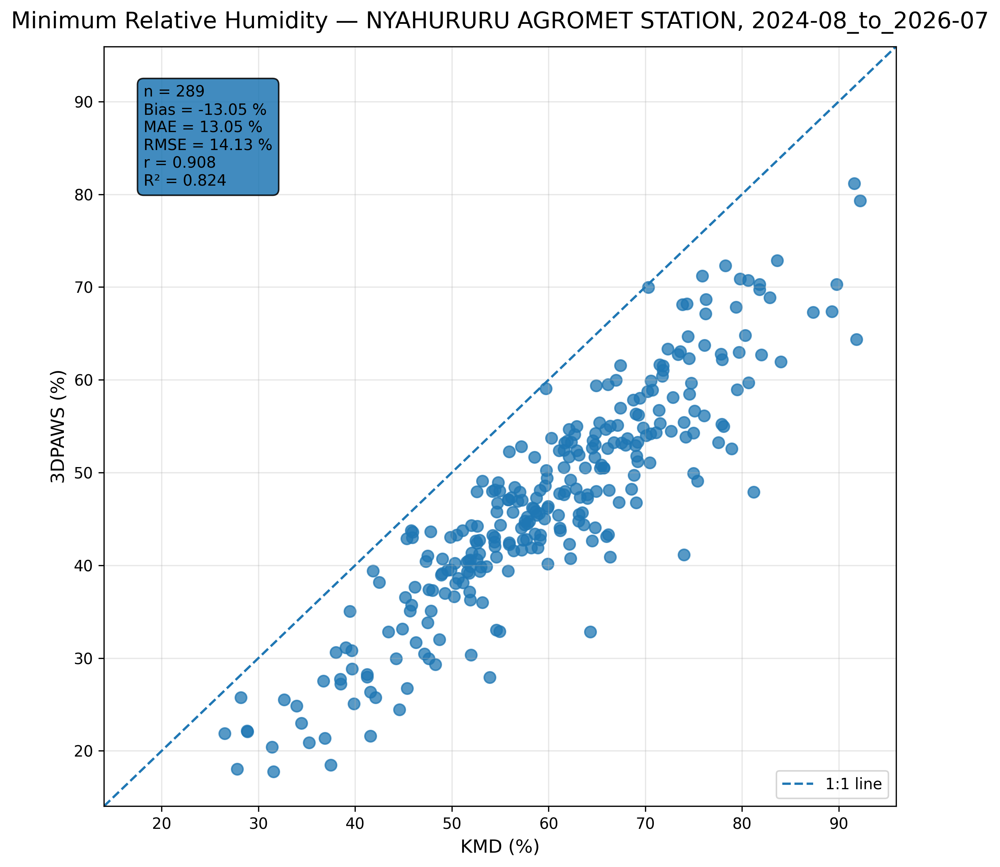 Minimum Relative Humidity — NYAHURURU AGROMET STATION, 2024-08_to_2026-07
n = 289
Bias = -13.05 %
MAE = 13.05 %
RMSE = 14.13 %
r = 0.908
R² = 0.824
90
80
70
60
50
40
30
20
3DPAWS (%)
1:1 line
20 30 40 50 60 70 80 90
KMD (%)